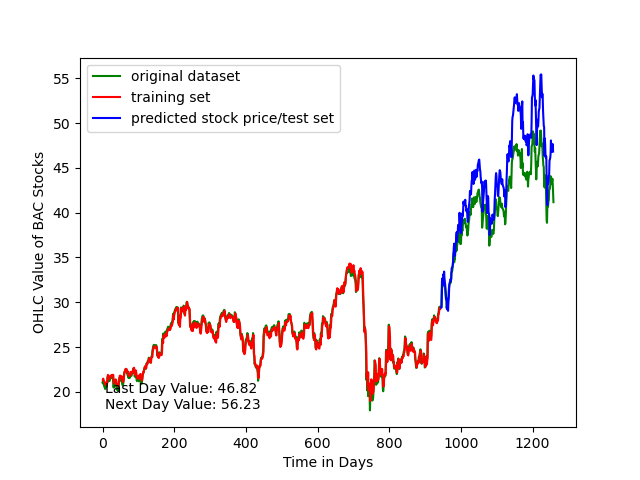 original dataset
training set
predicted stock price/test set
OHLC Value of BAC Stocks
55
50
45
40
35
30
25
20
Last Day Value: 46.82
Next Day Value: 56.23
0 200 400 600 800 1000 1200
Time in Days